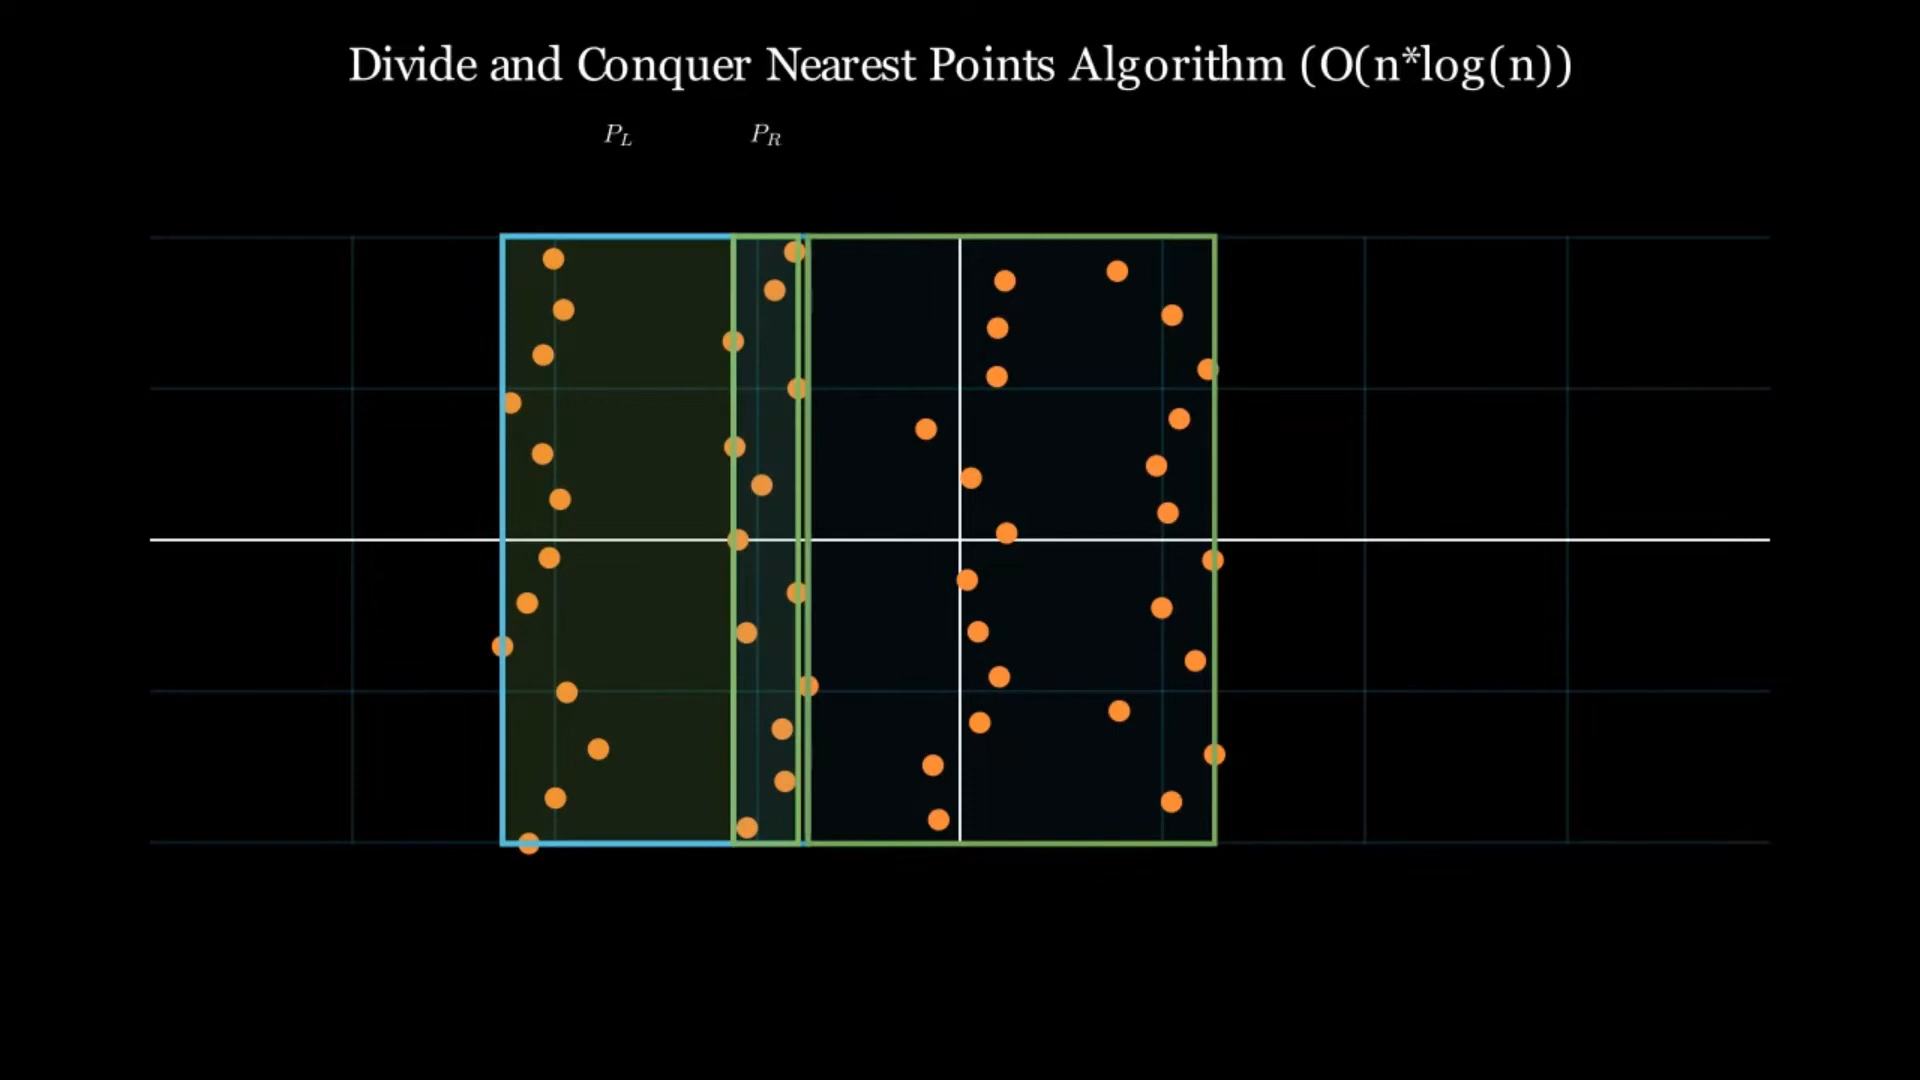 Divide and Conquer Nearest Points Algorithm (O(n*log(n))
P_L P_R